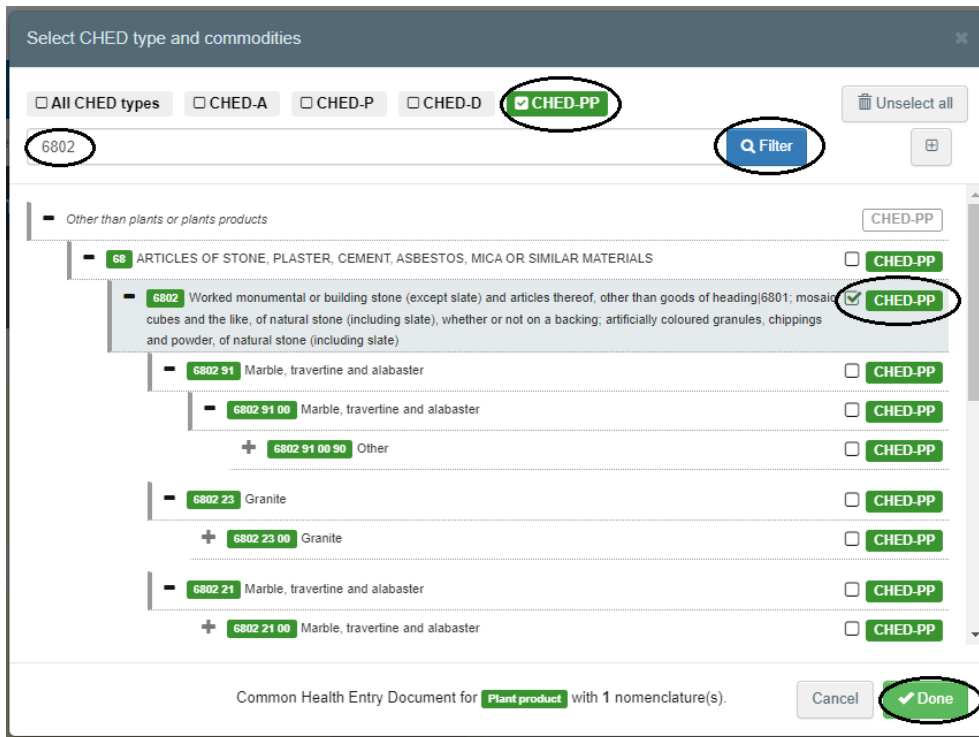 Select CHED type and commodities
All CHED types CHED-A CHED-P CHED-D CHED-PP Unselect all
6802 Filter
Other than plants or plants products CHED-PP
68 ARTICLES OF STONE, PLASTER, CEMENT, ASBESTOS, MICA OR SIMILAR MATERIALS CHED-PP
6802 Worked monumental or building stone (except slate) and articles thereof, other than goods of heading|6801; mosaic CHED-PP
cubes and the like, of natural stone (including slate), whether or not on a backing; artificially coloured granules, chippings
and powder, of natural stone (including slate)
6802 91 Marble, travertine and alabaster CHED-PP
6802 91 00 Marble, travertine and alabaster CHED-PP
6802 91 00 90 Other CHED-PP
6802 23 Granite CHED-PP
6802 23 00 Granite CHED-PP
6802 21 Marble, travertine and alabaster CHED-PP
6802 21 00 Marble, travertine and alabaster CHED-PP
Common Health Entry Document for Plant product with 1 nomenclature(s). Cancel Done